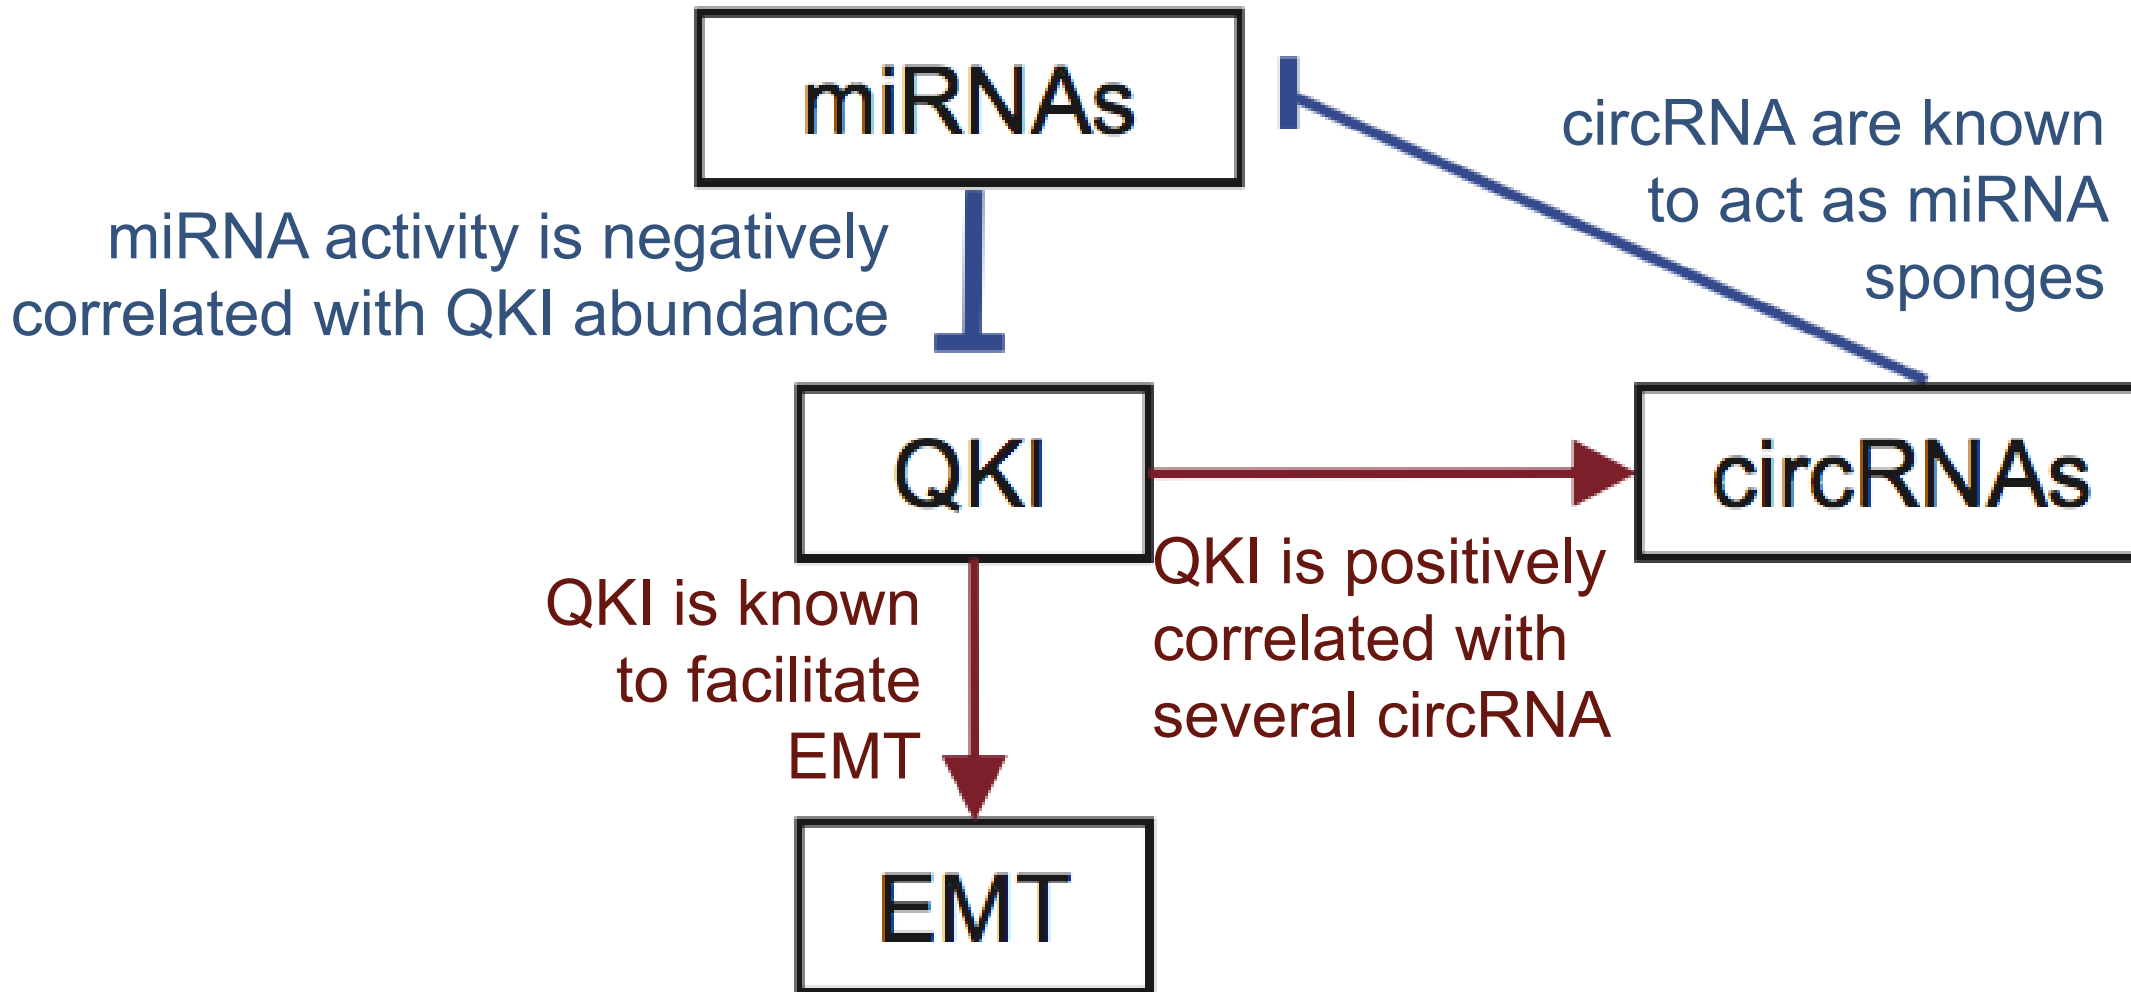 miRNAs
circRNA are known
to act as miRNA
sponges
miRNA activity is negatively
correlated with QKI abundance
QKI
circRNAs
QKI is known
to facilitate
EMT
QKI is positively
correlated with
several circRNA
EMT